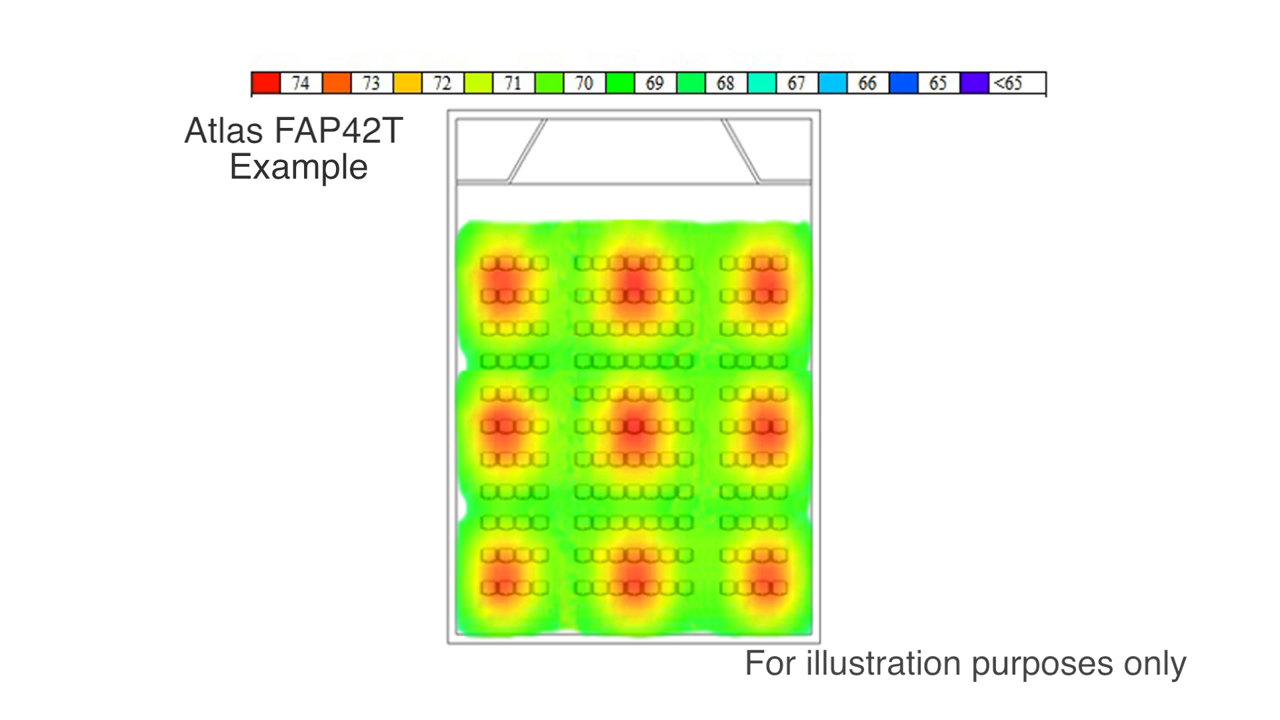 74 73 72 71 70 69 68 67 66 65 <65
Atlas FAP42T
Example
For illustration purposes only